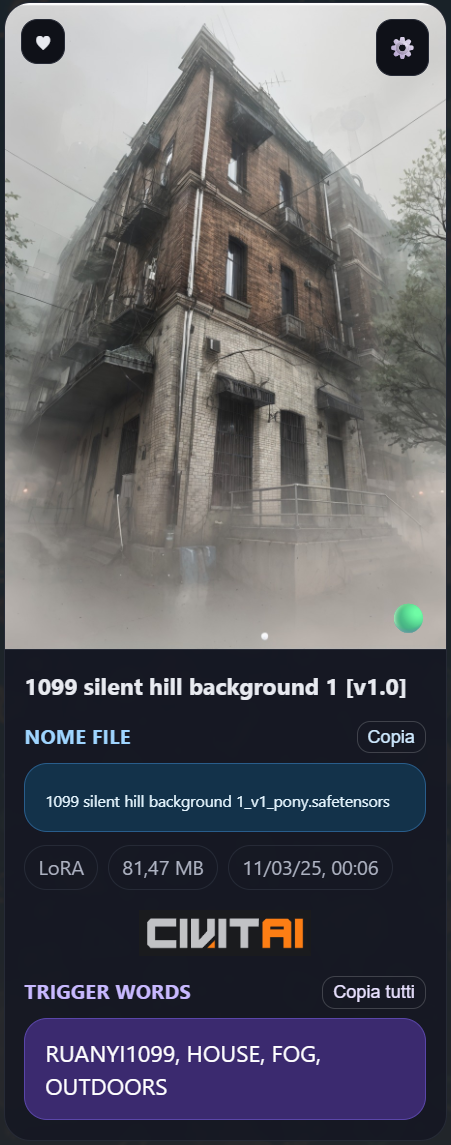 1099 silent hill background 1 [v1.0]
NOME FILE
Copia
1099 silent hill background 1_v1_pony.safetensors
LoRA
81,47 MB
11/03/25, 00:06
CIVITAI
TRIGGER WORDS
Copia tutti
RUANYI1099, HOUSE, FOG,
OUTDOORS